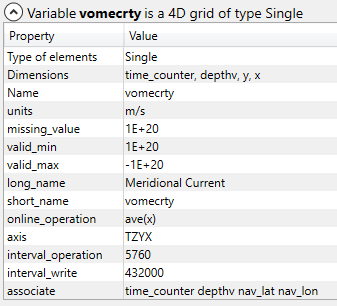 Variable vomecrty is a 4D grid of type Single
Property Value
Type of elements Single
Dimensions time_counter, depthv, y, x
Name vomecrty
units m/s
missing_value 1E+20
valid_min 1E+20
valid_max -1E+20
long_name Meridional Current
short_name vomecrty
online_operation ave(x)
axis TZYX
interval_operation 5760
interval_write 432000
associate time_counter depthv nav_lat nav_lon